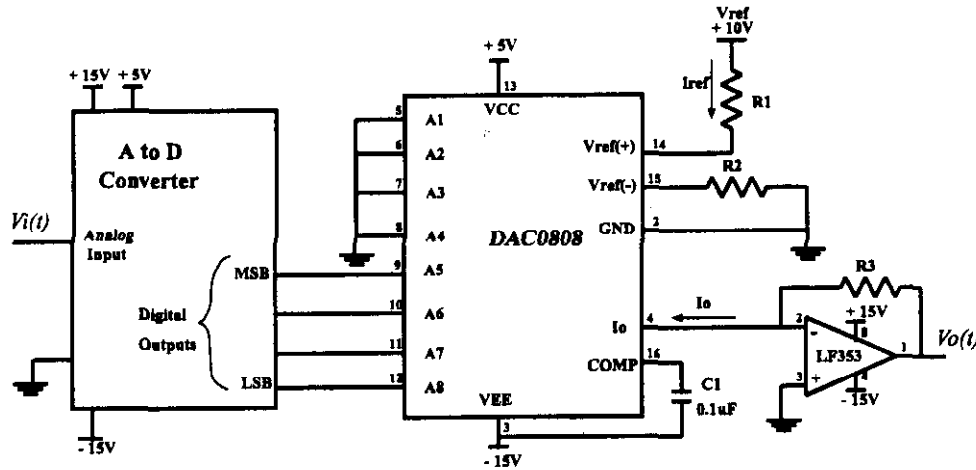 Vref
+ 10V
+ 5V
+ 15V
+ 5V
Iref
R1
13
VCC
5
A1
6
A2
7
A3
8
A4
A to D
Converter
Vref(+)
14
R2
Vref(-)
15
GND
2
DAC0808
Vi(t)
Analog
Input
MSB
9
A5
Digital
Outputs
10
A6
11
A7
LSB
12
A8
R3
Io
Io
4
+ 15V
8
2
-
LF353
1
Vo(t)
3
+
4
- 15V
COMP
16
C1
0.1uF
VEE
3
- 15V
- 15V